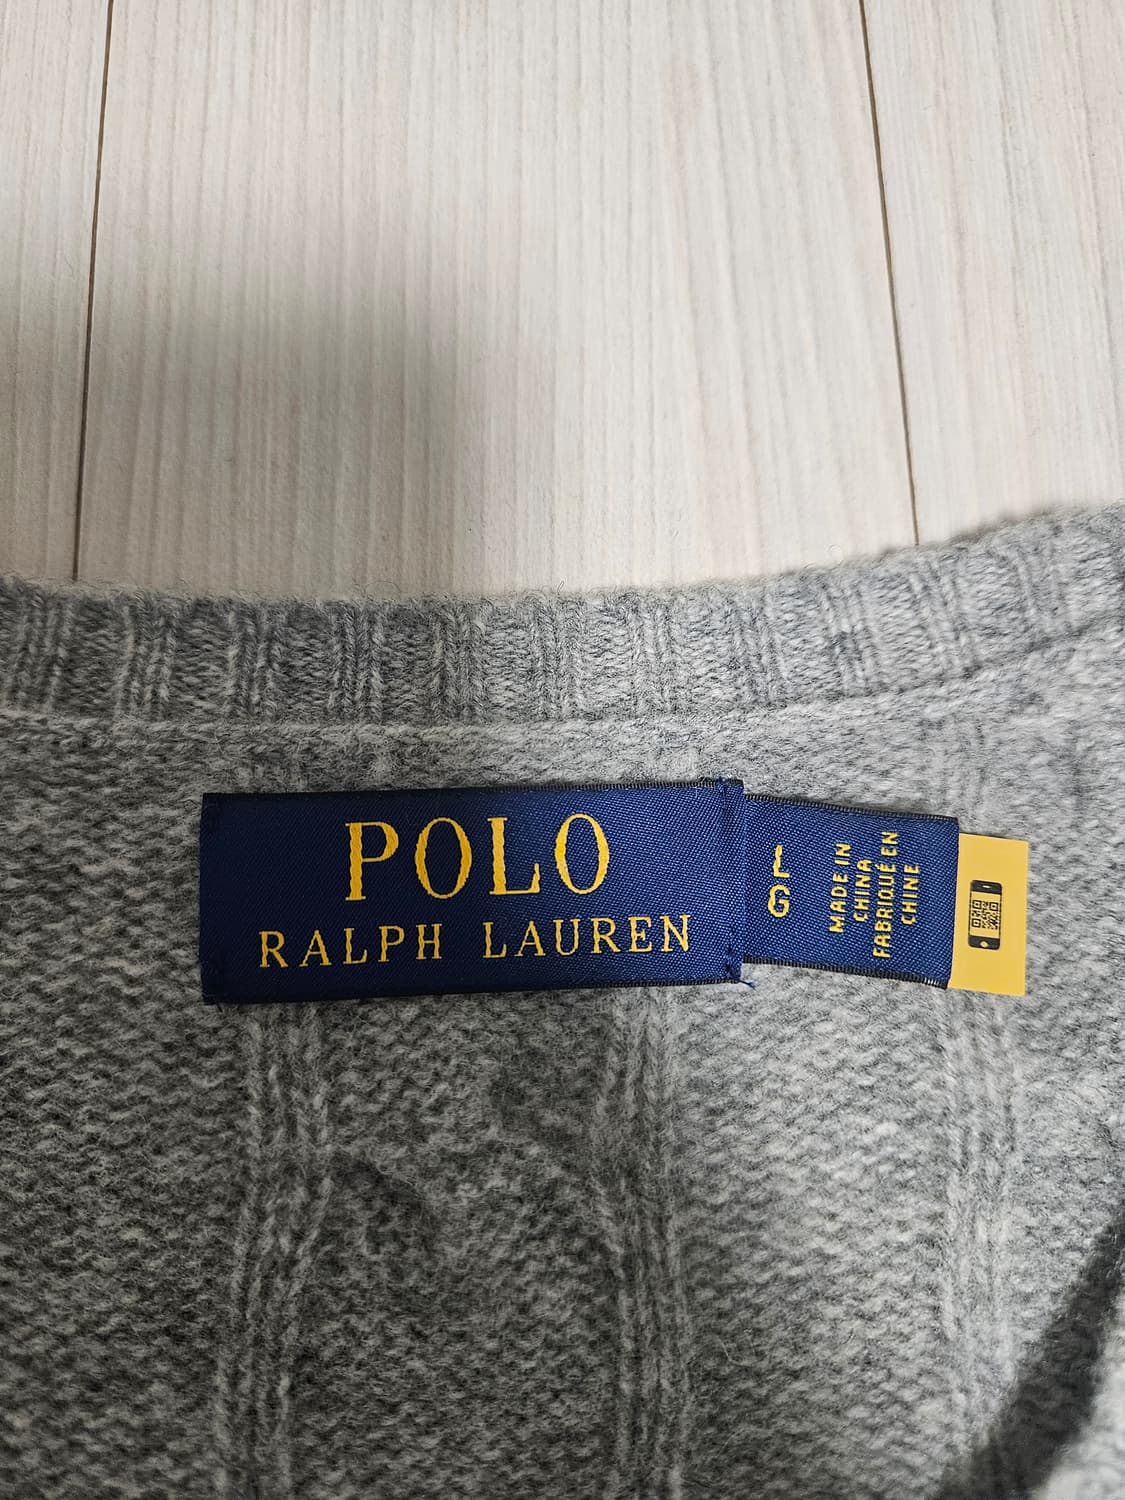 POLO
RALPH LAUREN
L
G
MADE IN
CHINA
FABRIQUÉ EN
CHINE